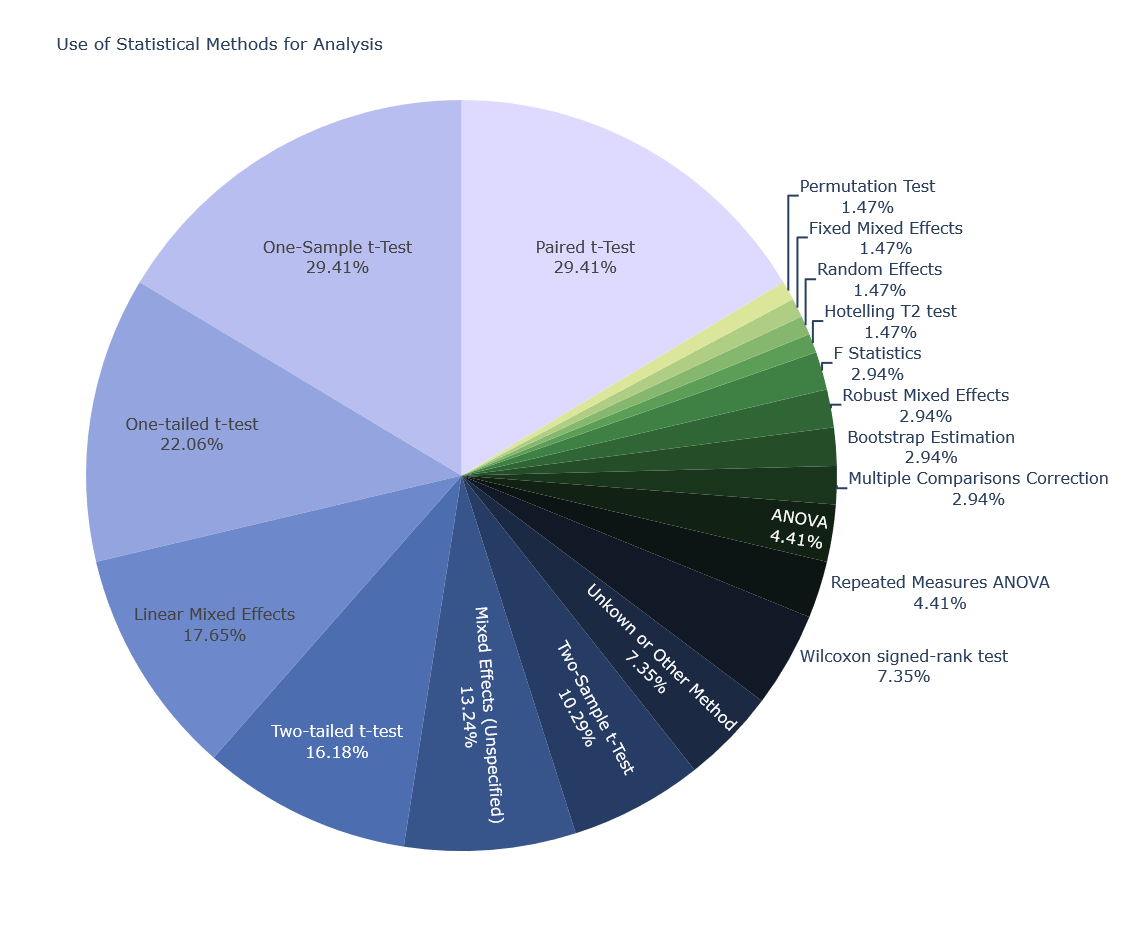 Use of Statistical Methods for Analysis
Permutation Test
1.47%
Fixed Mixed Effects
1.47%
Random Effects
1.47%
Hotelling T2 test
1.47%
F Statistics
2.94%
Robust Mixed Effects
2.94%
Bootstrap Estimation
2.94%
Multiple Comparisons Correction
2.94%
ANOVA
4.41%
Repeated Measures ANOVA
4.41%
Wilcoxon signed-rank test
7.35%
Unkown or Other Method
7.35%
Two-Sample t-Test
10.29%
Mixed Effects (Unspecified)
13.24%
Two-tailed t-test
16.18%
Linear Mixed Effects
17.65%
One-tailed t-test
22.06%
One-Sample t-Test
29.41%
Paired t-Test
29.41%